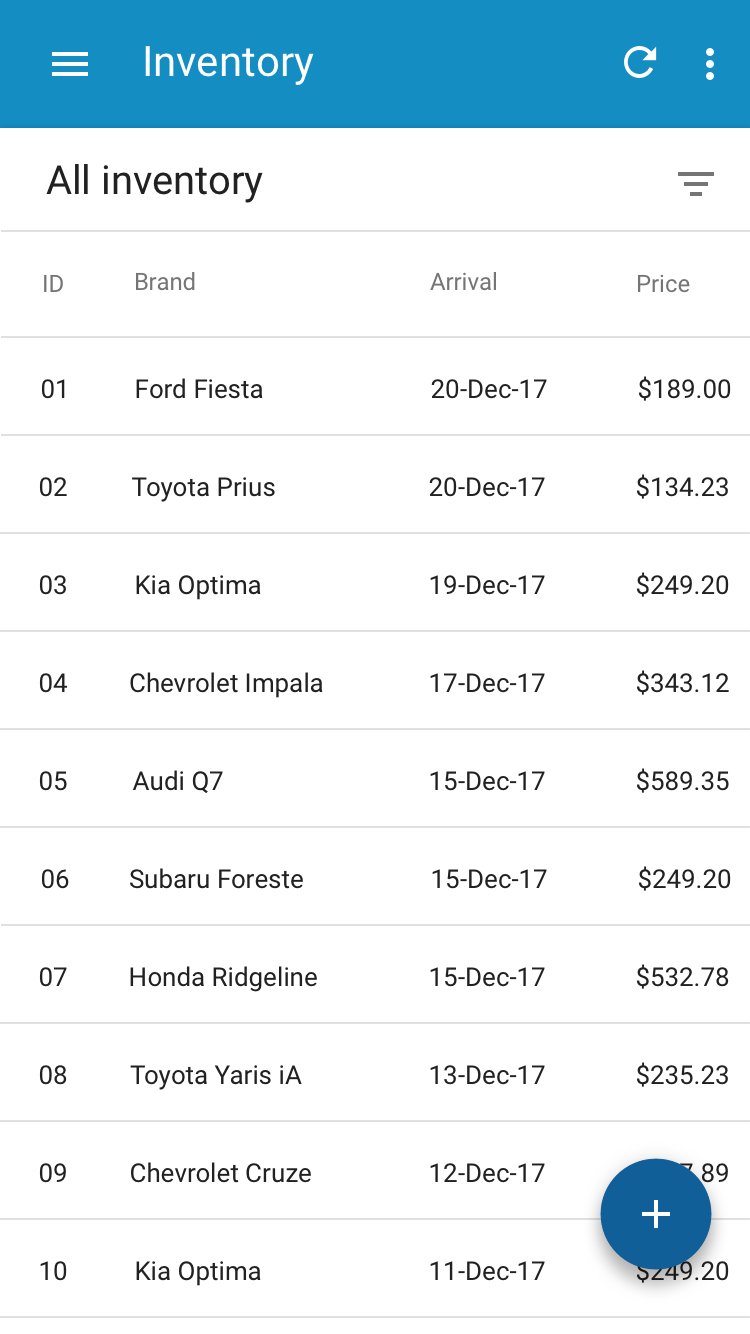 Inventory
All inventory
ID Brand Arrival Price
01 Ford Fiesta 20-Dec-17 $189.00
02 Toyota Prius 20-Dec-17 $134.23
03 Kia Optima 19-Dec-17 $249.20
04 Chevrolet Impala 17-Dec-17 $343.12
05 Audi Q7 15-Dec-17 $589.35
06 Subaru Foreste 15-Dec-17 $249.20
07 Honda Ridgeline 15-Dec-17 $532.78
08 Toyota Yaris iA 13-Dec-17 $235.23
09 Chevrolet Cruze 12-Dec-17
10 Kia Optima 11-Dec-17 $249.20